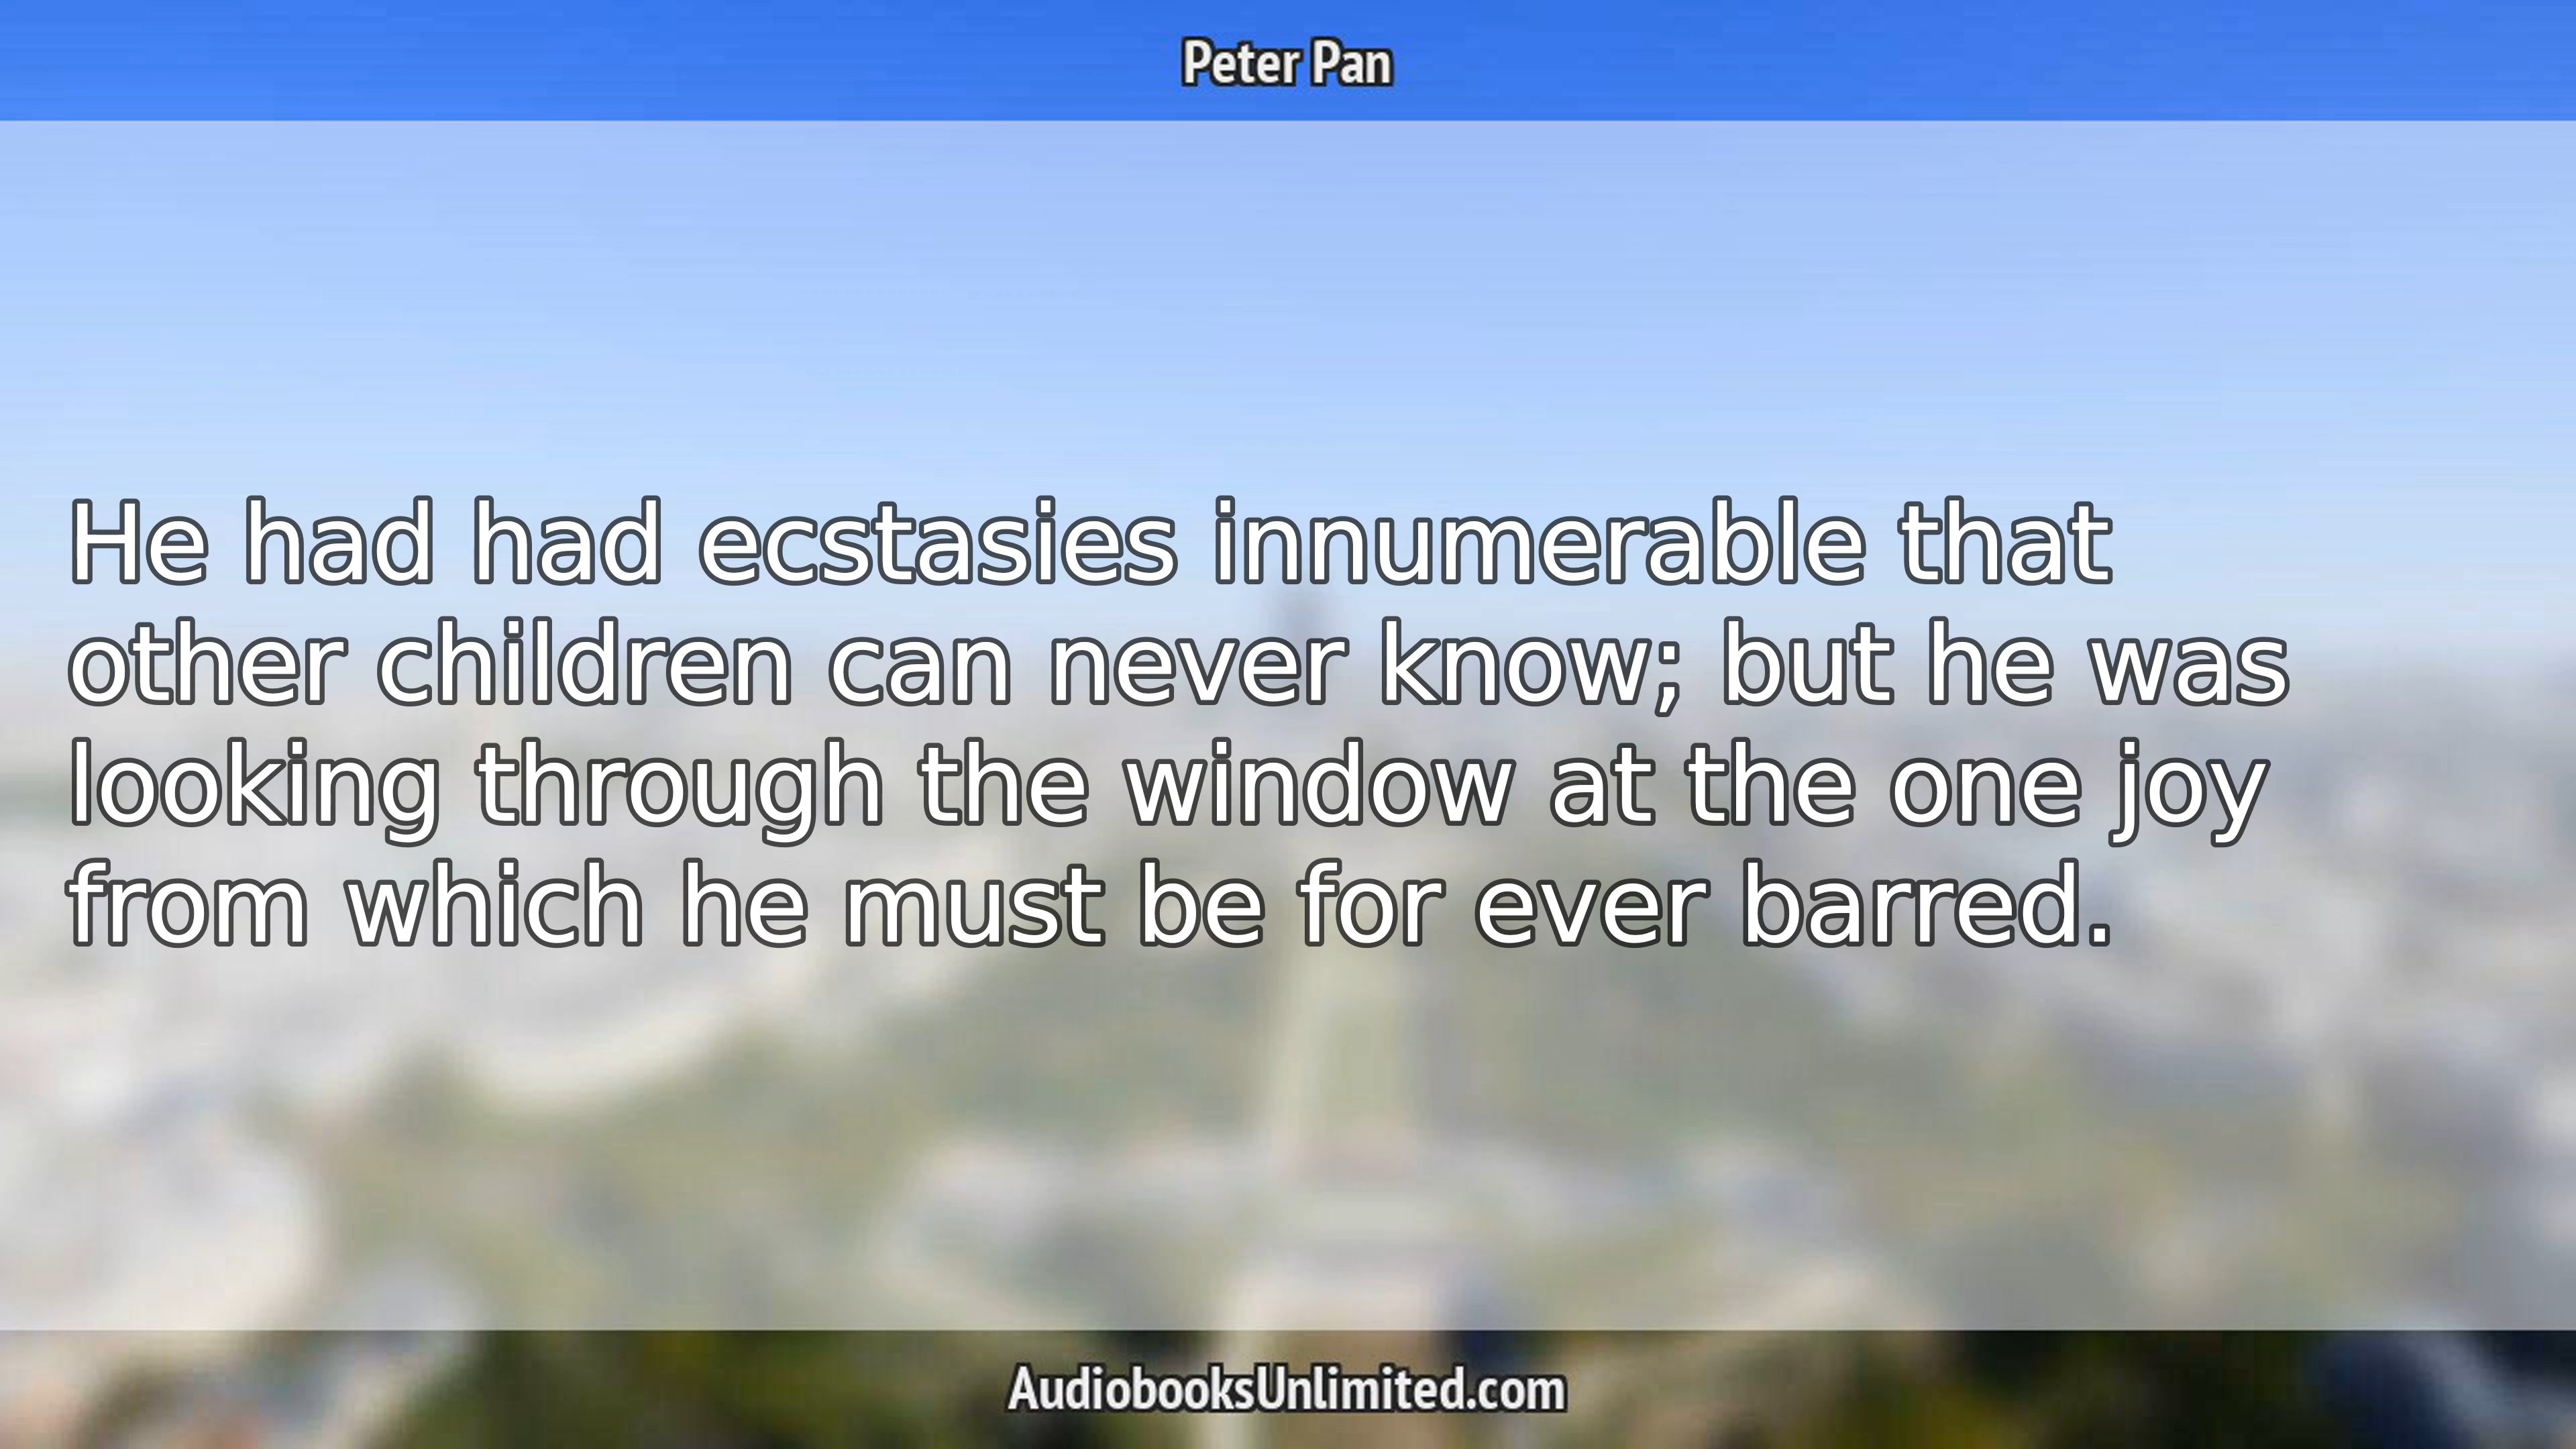 Peter Pan
He had had ecstasies innumerable that
other children can never know; but he was
looking through the window at the one joy
from which he must be for ever barred.
AudiobooksUnlimited.com